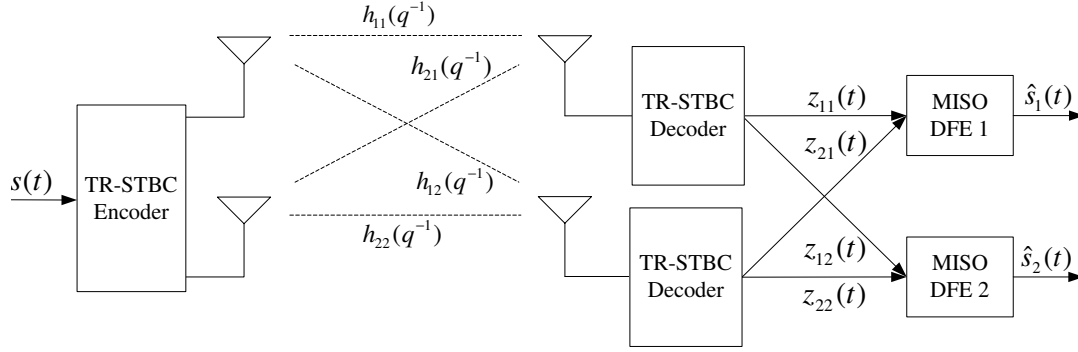 h₁₁(q⁻¹)
h₂₁(q⁻¹)
h₁₂(q⁻¹)
h₂₂(q⁻¹)
s(t)
TR-STBC
Encoder
TR-STBC
Decoder
TR-STBC
Decoder
z₁₁(t)
z₂₁(t)
z₁₂(t)
z₂₂(t)
MISO
DFE 1
ŝ₁(t)
MISO
DFE 2
ŝ₂(t)